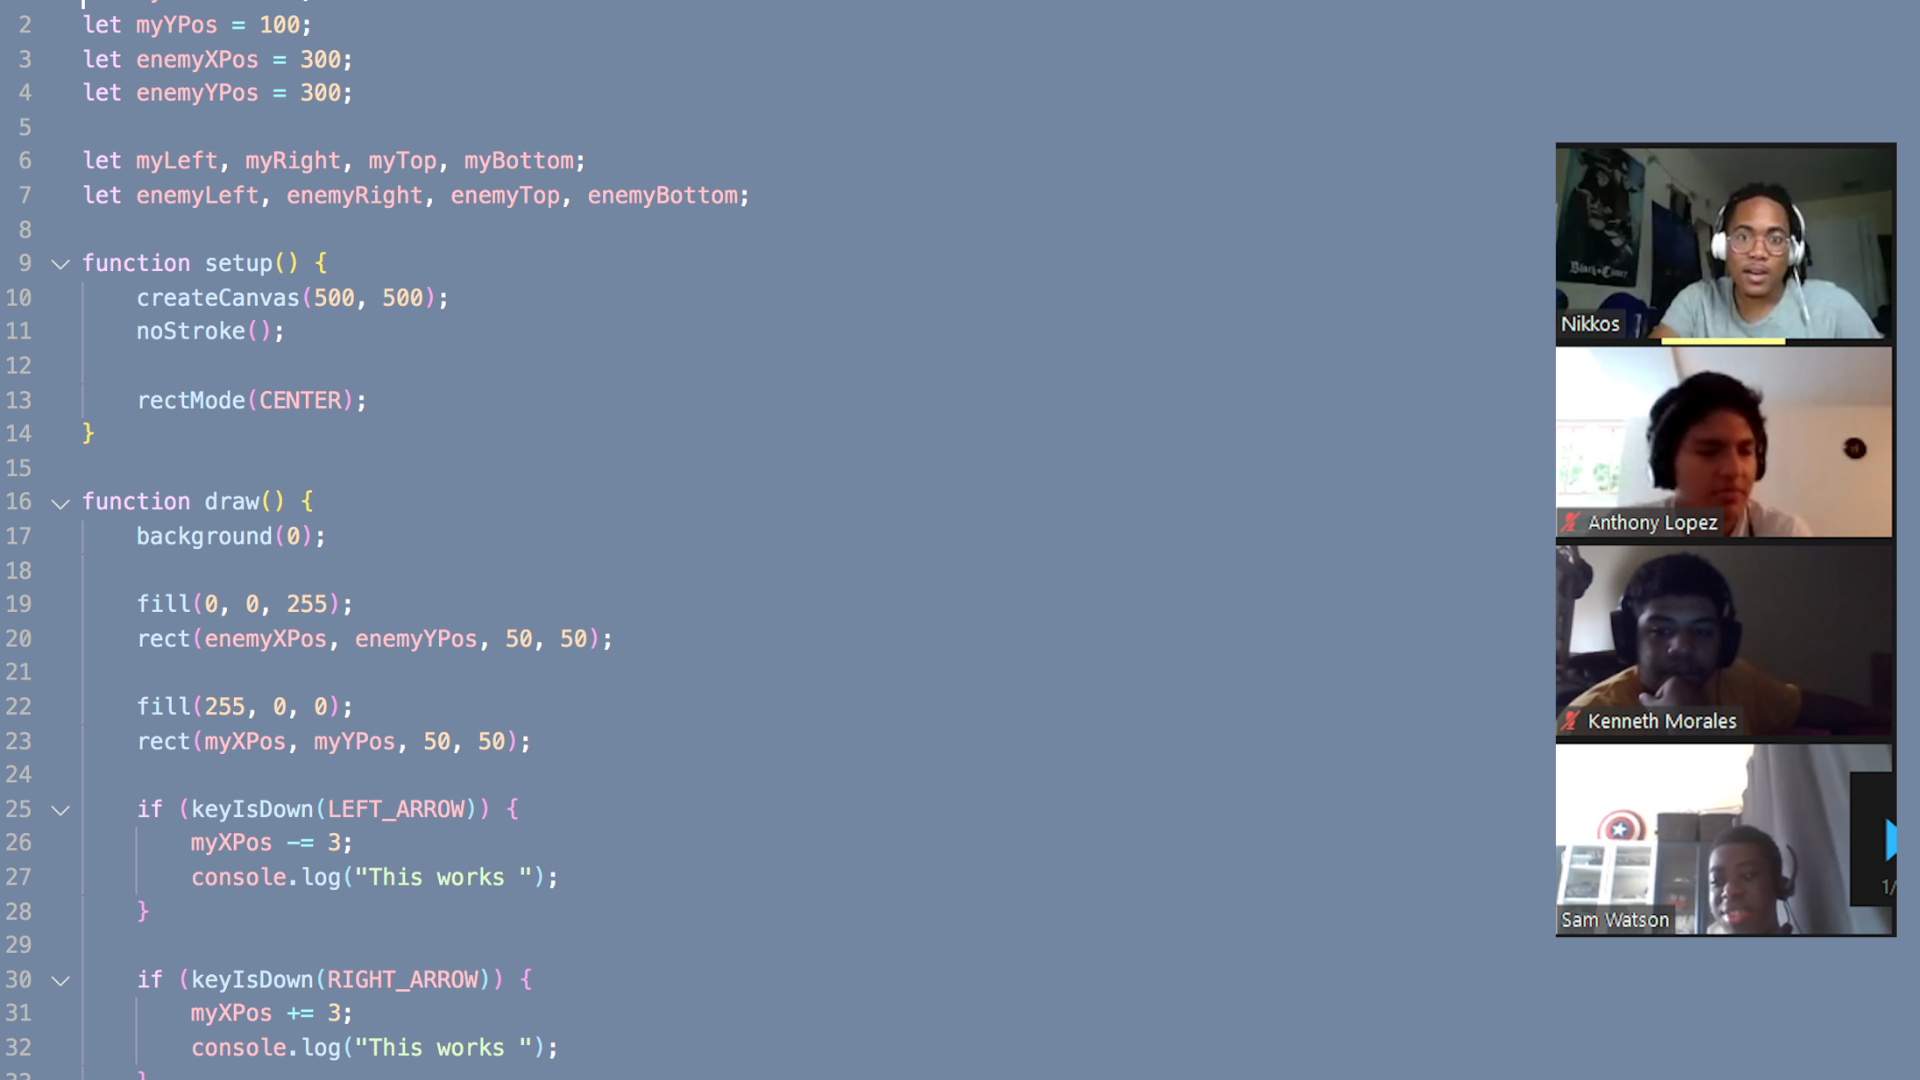 2 let myYPos = 100;
3 let enemyXPos = 300;
4 let enemyYPos = 300;
5
6 let myLeft, myRight, myTop, myBottom;
7 let enemyLeft, enemyRight, enemyTop, enemyBottom;
8
9 function setup() {
10 createCanvas(500, 500);
11 noStroke();
12
13 rectMode(CENTER);
14 }
15
16 function draw() {
17 background(0);
18
19 fill(0, 0, 255);
20 rect(enemyXPos, enemyYPos, 50, 50);
21
22 fill(255, 0, 0);
23 rect(myXPos, myYPos, 50, 50);
24
25 if (keyIsDown(LEFT_ARROW)) {
26 myXPos -= 3;
27 console.log("This works ");
28 }
29
30 if (keyIsDown(RIGHT_ARROW)) {
31 myXPos += 3;
32 console.log("This works ");
33 }
Black Clover
Nikkos
Anthony Lopez
Kenneth Morales
1/
Sam Watson